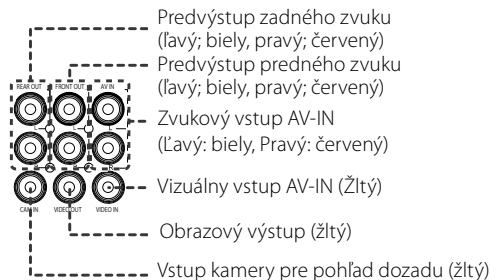 Predvýstup zadného zvuku
(ľavý; biely, pravý; červený)
Predvýstup predného zvuku
(ľavý; biely, pravý; červený)
REAR OUT FRONT OUT AV IN
Zvukový vstup AV-IN
(Ľavý: biely, Pravý: červený)
L L L
R R R
Vizuálny vstup AV-IN (Žltý)
CAM IN VIDEO OUT VIDEO IN
Obrazový výstup (žltý)
Vstup kamery pre pohľad dozadu (žltý)